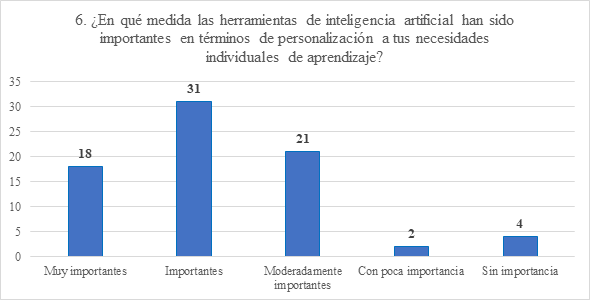 6. ¿En qué medida las herramientas de inteligencia artificial han sido
importantes en términos de personalización a tus necesidades
individuales de aprendizaje?
35
30
25
20
15
10
5
0
18
31
21
2
4
Muy importantes
Importantes
Moderadamente
importantes
Con poca importancia
Sin importancia